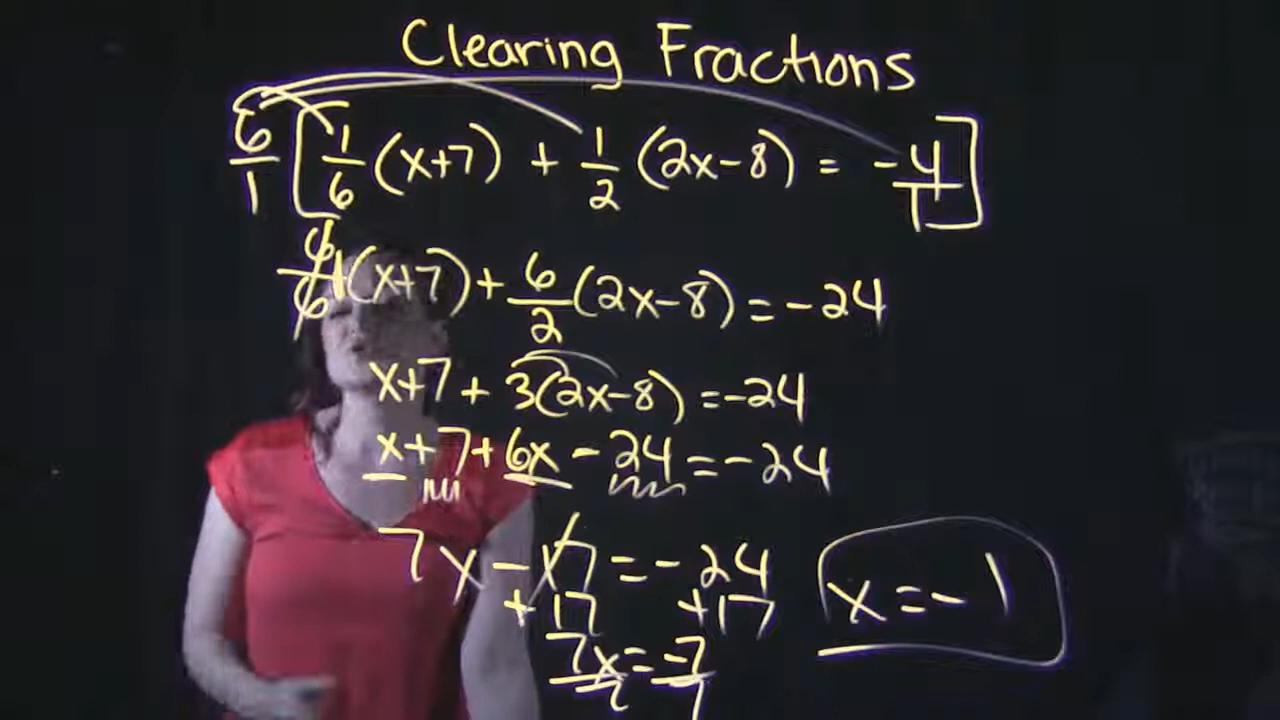 Clearing Fractions
6/1 [1/6 (x+7) + 1/2 (2x-8) = -4/1]
6/6 1(x+7) + 6/2 (2x-8) = -24
x+7 + 3(2x-8) = -24
x+7+6x - 24 = -24
7x - 17 = -24
+17 +17
7x/7 = -7/7
x = -1